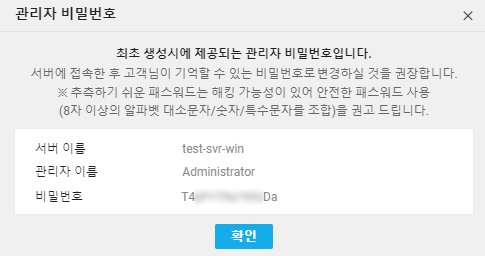 관리자 비밀번호
최초 생성시에 제공되는 관리자 비밀번호입니다.
서버에 접속한 후 고객님이 기억할 수 있는 비밀번호로 변경하실 것을 권장합니다.
※ 추측하기 쉬운 패스워드는 해킹 가능성이 있어 안전한 패스워드 사용
(8자 이상의 알파벳 대소문자/숫자/특수문자를 조합)을 권고 드립니다.
서버 이름 test-svr-win
관리자 이름 Administrator
비밀번호 T4 Da
확인